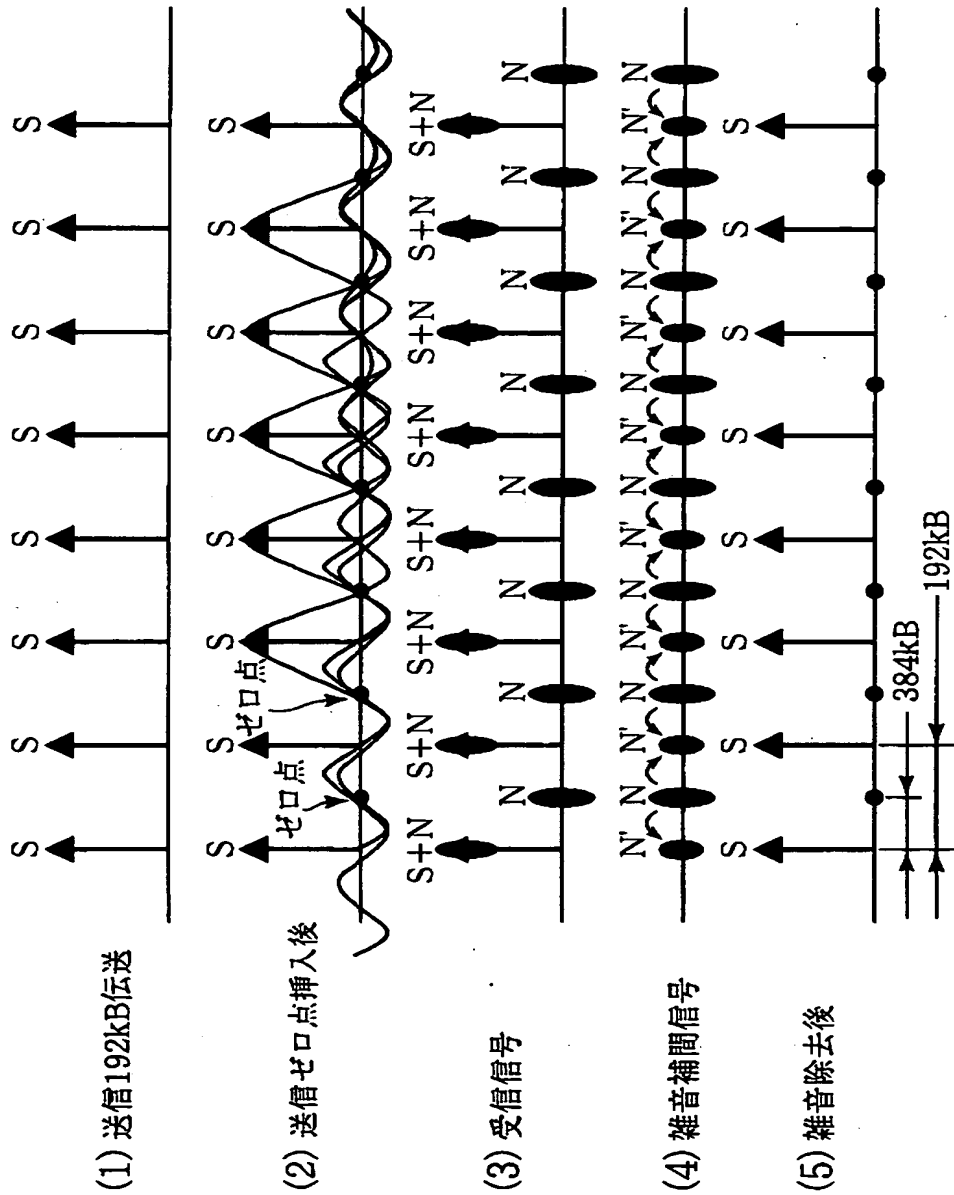 (1) 送信192kB伝送
S S S S S S S S
(2) 送信ゼロ点挿入後
S S S S S S S S
ゼロ点 ゼロ点
(3) 受信信号
S+N N S+N N S+N N S+N N S+N N S+N N S+N N S+N N
(4) 雑音補間信号
N' N N' N N' N N' N N' N N' N N' N N' N
(5) 雑音除去後
S S S S S S S S
384kB
192kB